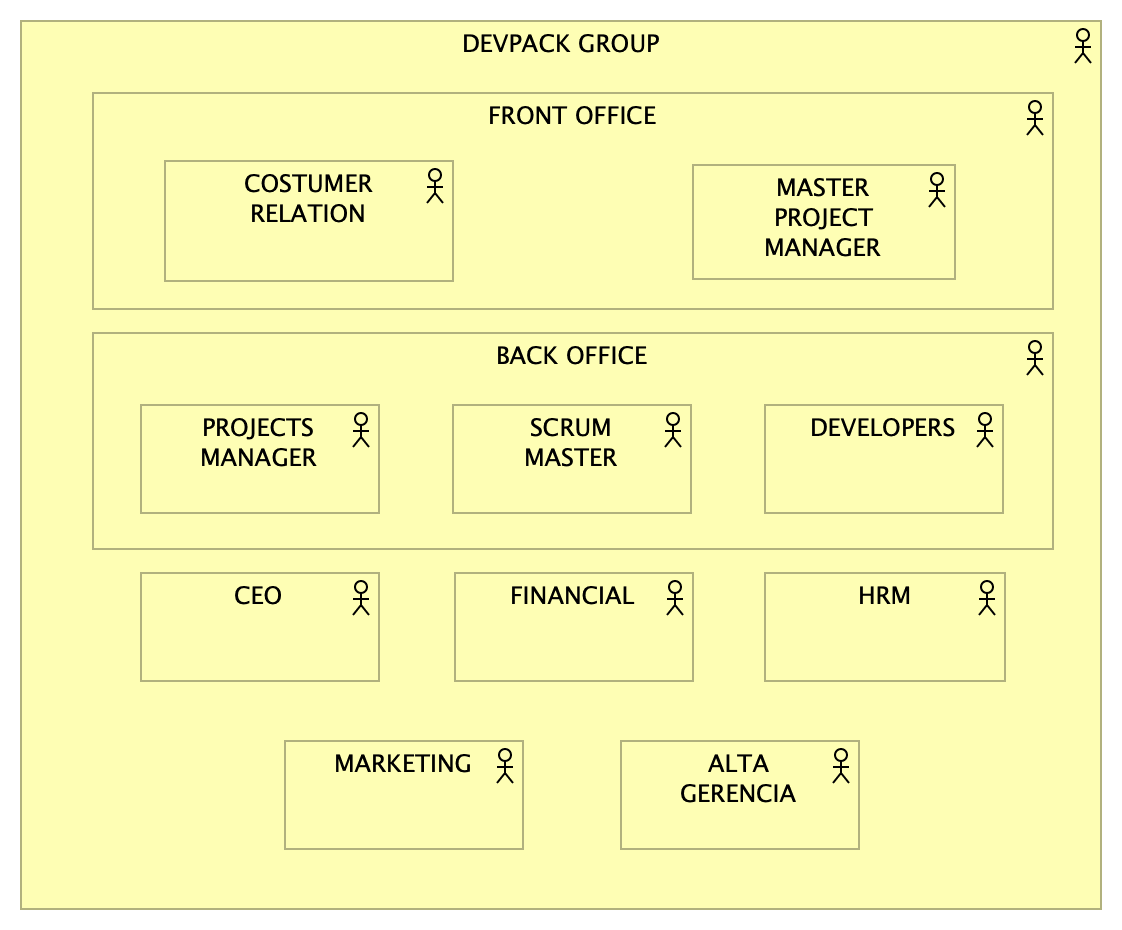 DEVPACK GROUP
FRONT OFFICE
COSTUMER
RELATION
MASTER
PROJECT
MANAGER
BACK OFFICE
PROJECTS
MANAGER
SCRUM
MASTER
DEVELOPERS
CEO
FINANCIAL
HRM
MARKETING
ALTA
GERENCIA